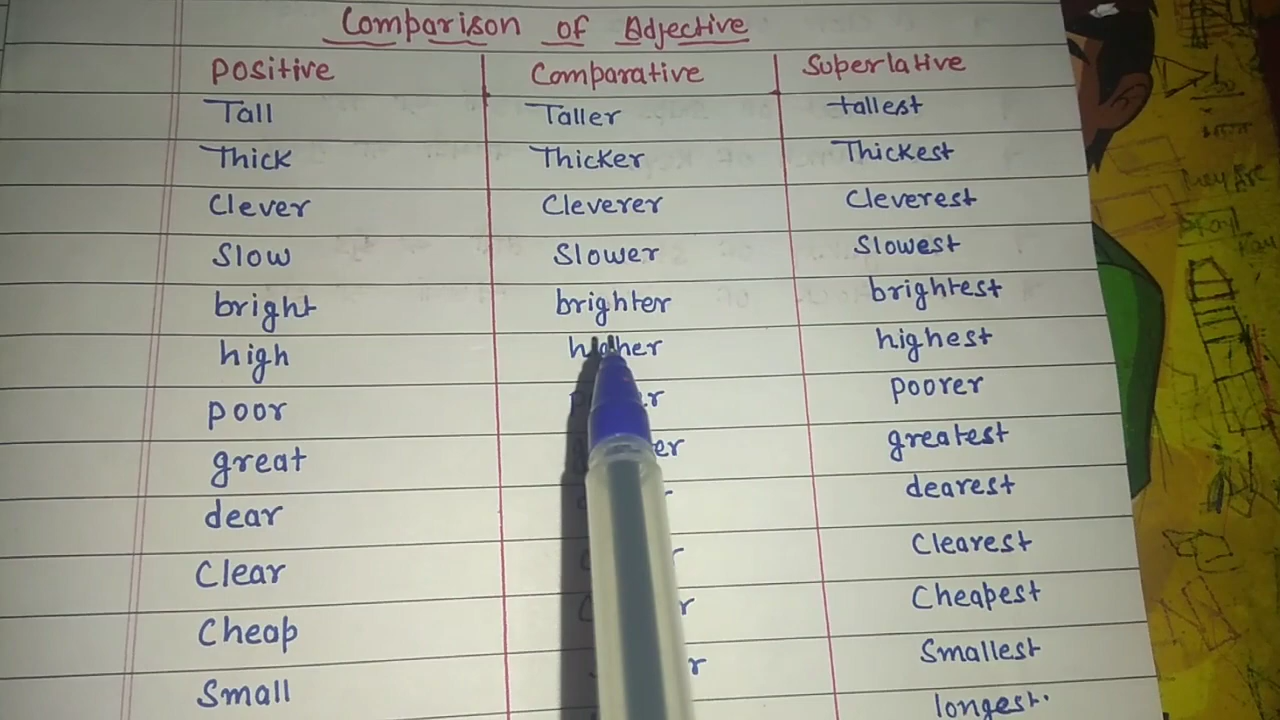 Comparison of Adjective
Positive Comparative Superlative
Tall Taller tallest
Thick Thicker Thickest
Clever Cleverer Cleverest
Slow Slower Slowest
bright brighter brightest
high higher highest
poor poorer
great greatest
dear dearest
Clear Clearest
Cheap Cheapest
Small Smallest
longest.